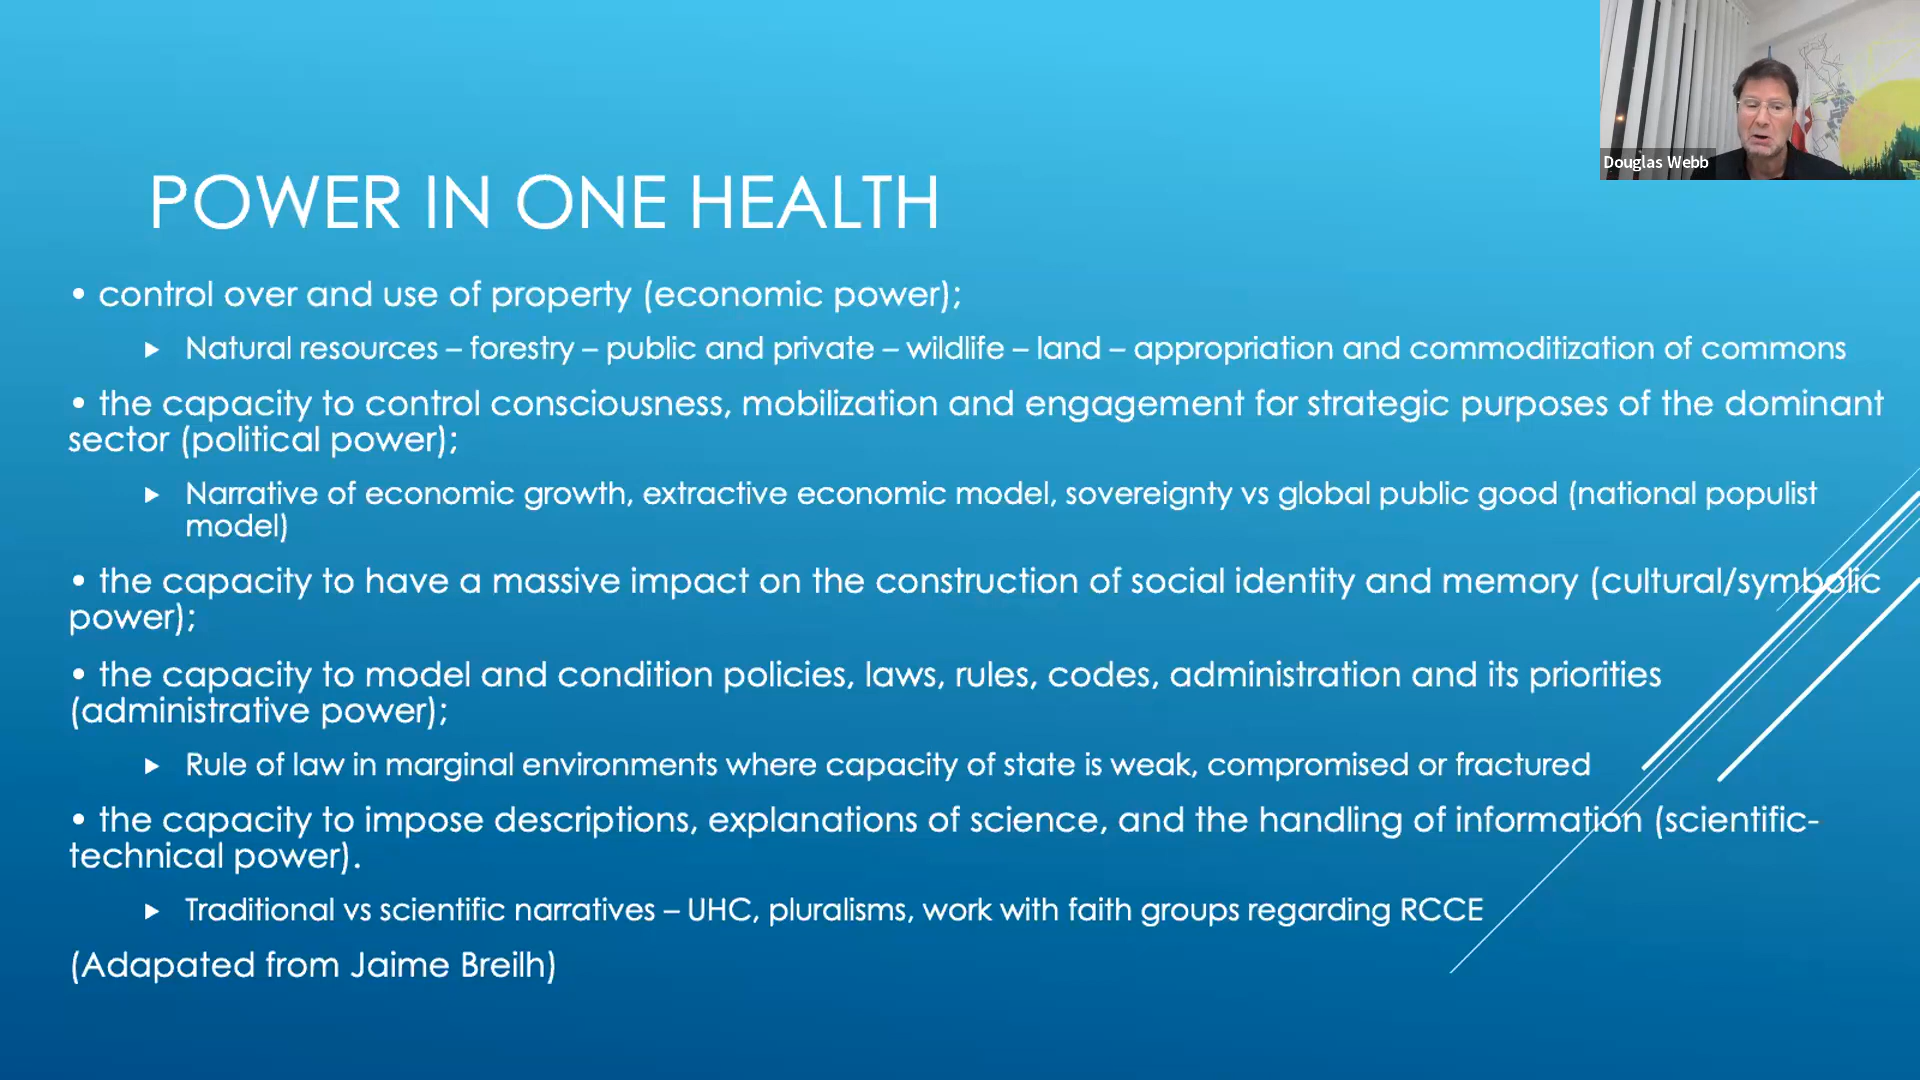 Douglas Webb
POWER IN ONE HEALTH
• control over and use of property (economic power);
Natural resources – forestry – public and private – wildlife – land – appropriation and commoditization of commons
• the capacity to control consciousness, mobilization and engagement for strategic purposes of the dominant
sector (political power);
Narrative of economic growth, extractive economic model, sovereignty vs global public good (national populist
model)
• the capacity to have a massive impact on the construction of social identity and memory (cultural/symbolic
power);
• the capacity to model and condition policies, laws, rules, codes, administration and its priorities
(administrative power);
Rule of law in marginal environments where capacity of state is weak, compromised or fractured
• the capacity to impose descriptions, explanations of science, and the handling of information (scientific-
technical power).
Traditional vs scientific narratives – UHC, pluralisms, work with faith groups regarding RCCE
(Adapated from Jaime Breilh)